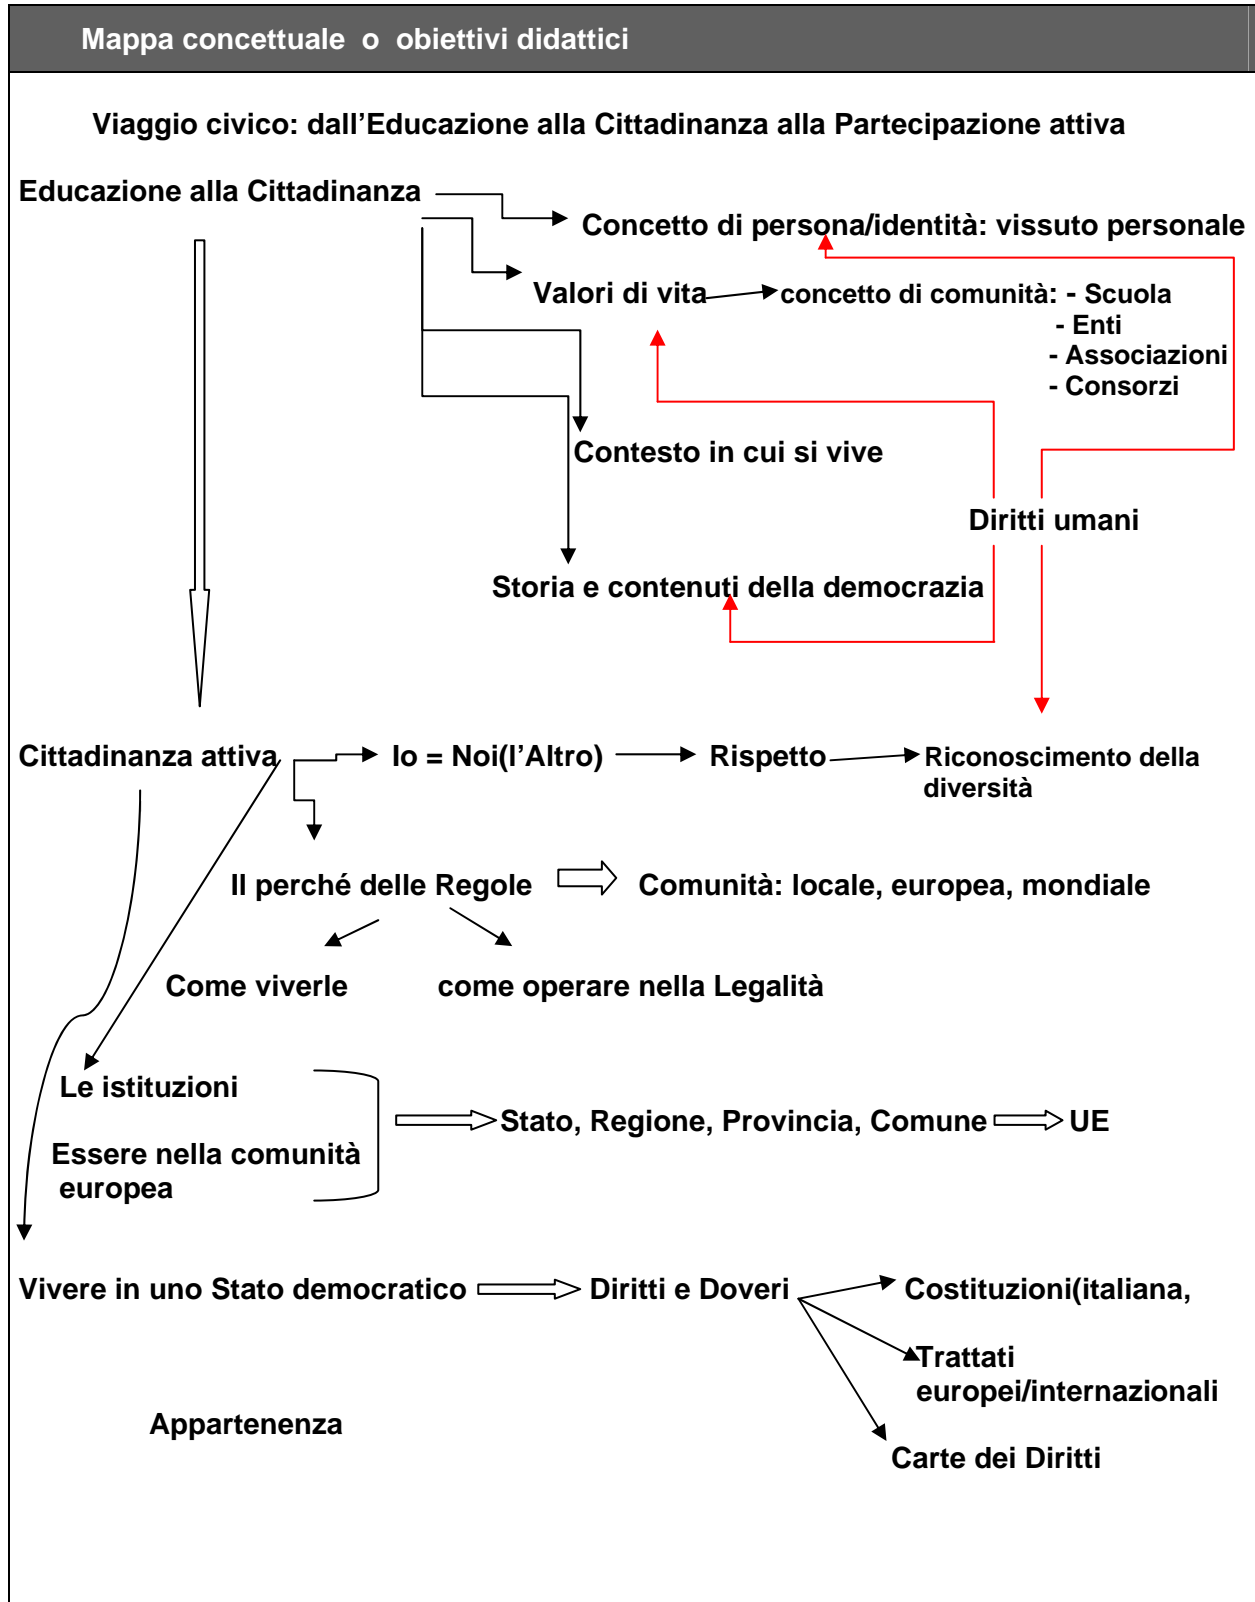 Mappa concettuale o obiettivi didattici
Viaggio civico: dall’Educazione alla Cittadinanza alla Partecipazione attiva
Educazione alla Cittadinanza
Concetto di persona/identità: vissuto personale
Valori di vita
concetto di comunità: - Scuola
- Enti
- Associazioni
- Consorzi
Contesto in cui si vive
Diritti umani
Storia e contenuti della democrazia
Cittadinanza attiva
Io = Noi(l’Altro)
Rispetto
Riconoscimento della
diversità
Il perché delle Regole
Comunità: locale, europea, mondiale
Come viverle
come operare nella Legalità
Le istituzioni
Essere nella comunità
europea
Stato, Regione, Provincia, Comune
UE
Vivere in uno Stato democratico
Diritti e Doveri
Costituzioni(italiana,
Trattati
europei/internazionali
Appartenenza
Carte dei Diritti